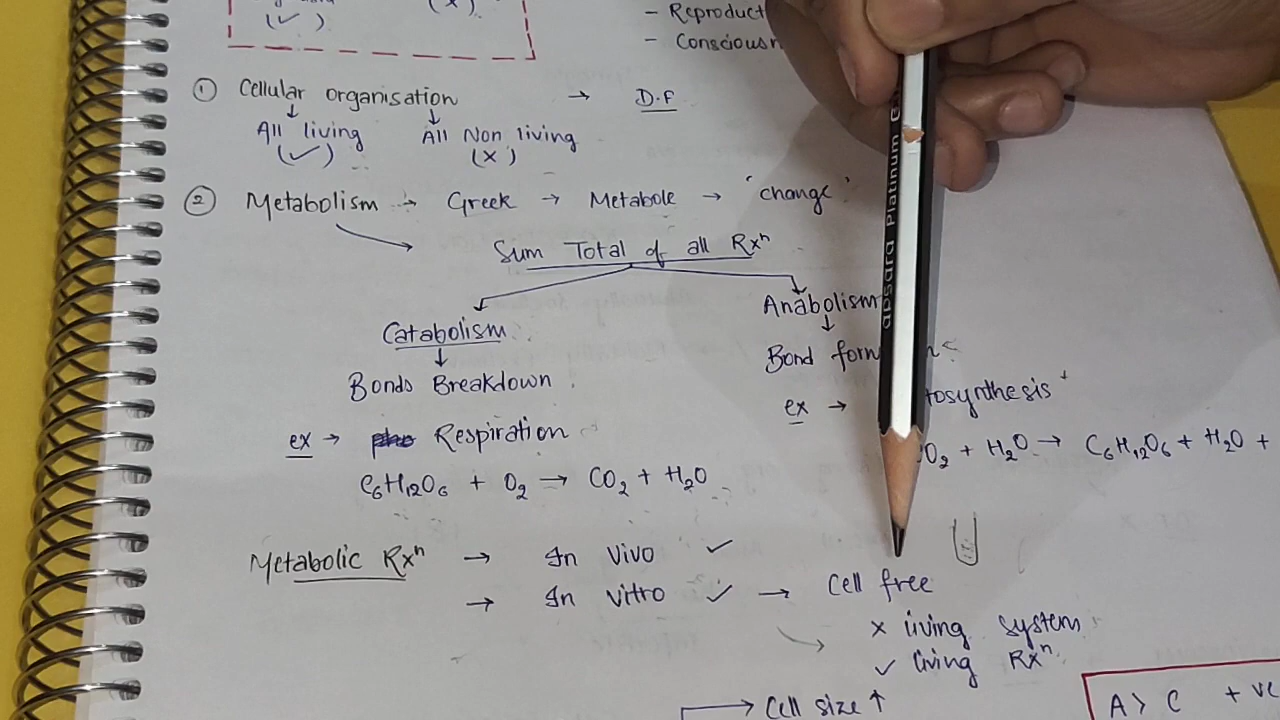 (✓) (x)
- Reproduct
- Consciousn
① Cellular organisation → D.F
↓ ↓
All living All Non living
(✓) (x)
② Metabolism → Greek → Metabole → 'change'
Sum Total of all Rxⁿ
Catabolism Anabolism
↓ ↓
Bonds Breakdown. Bond form n
ex → Respiration ex → tosynthesis
C6H12O6 + O2 → CO2 + H2O O2 + H2O → C6H12O6 + H2O +
Metabolic Rxⁿ → In Vivo ✓
→ In Vitro ✓ → Cell free
x living system
✓ living Rxⁿ.
→ Cell size ↑
A > C + ve
apsara Platinum